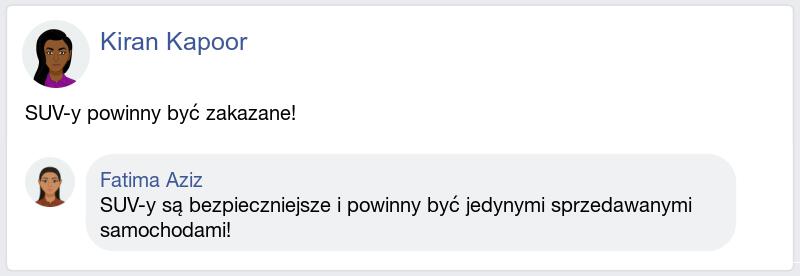 Kiran Kapoor
SUV-y powinny być zakazane!
Fatima Aziz
SUV-y są bezpieczniejsze i powinny być jedynymi sprzedawanymi
samochodami!